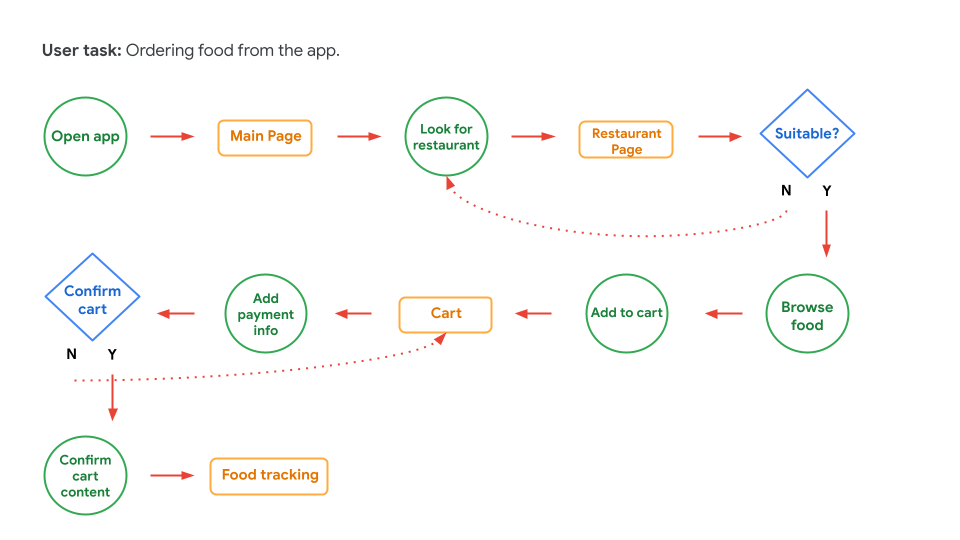 User task: Ordering food from the app.
Open app
Main Page
Look for
restaurant
Restaurant
Page
Suitable?
N
Y
Confirm
cart
Add
payment
info
Cart
Add to cart
Browse
food
N
Y
Confirm
cart
content
Food tracking